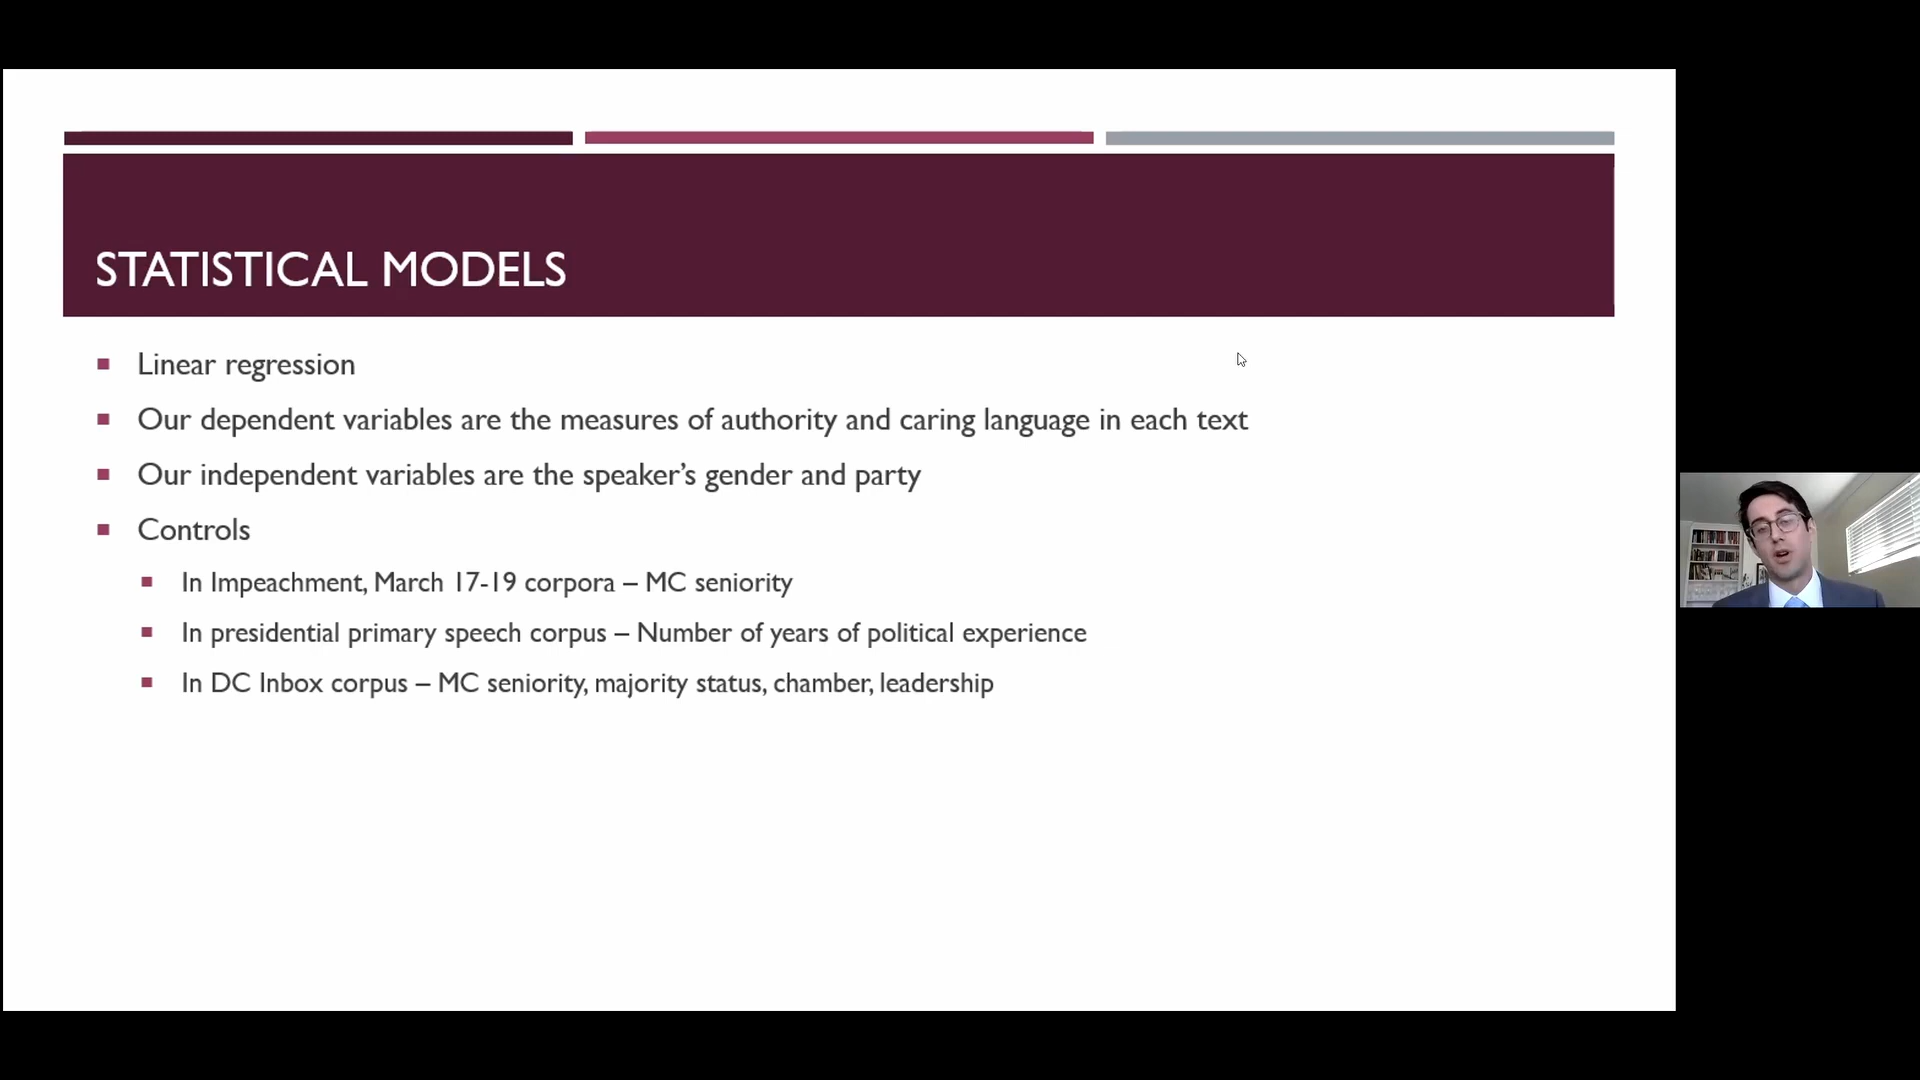 STATISTICAL MODELS
Linear regression
Our dependent variables are the measures of authority and caring language in each text
Our independent variables are the speaker’s gender and party
Controls
In Impeachment, March 17-19 corpora – MC seniority
In presidential primary speech corpus – Number of years of political experience
In DC Inbox corpus – MC seniority, majority status, chamber, leadership